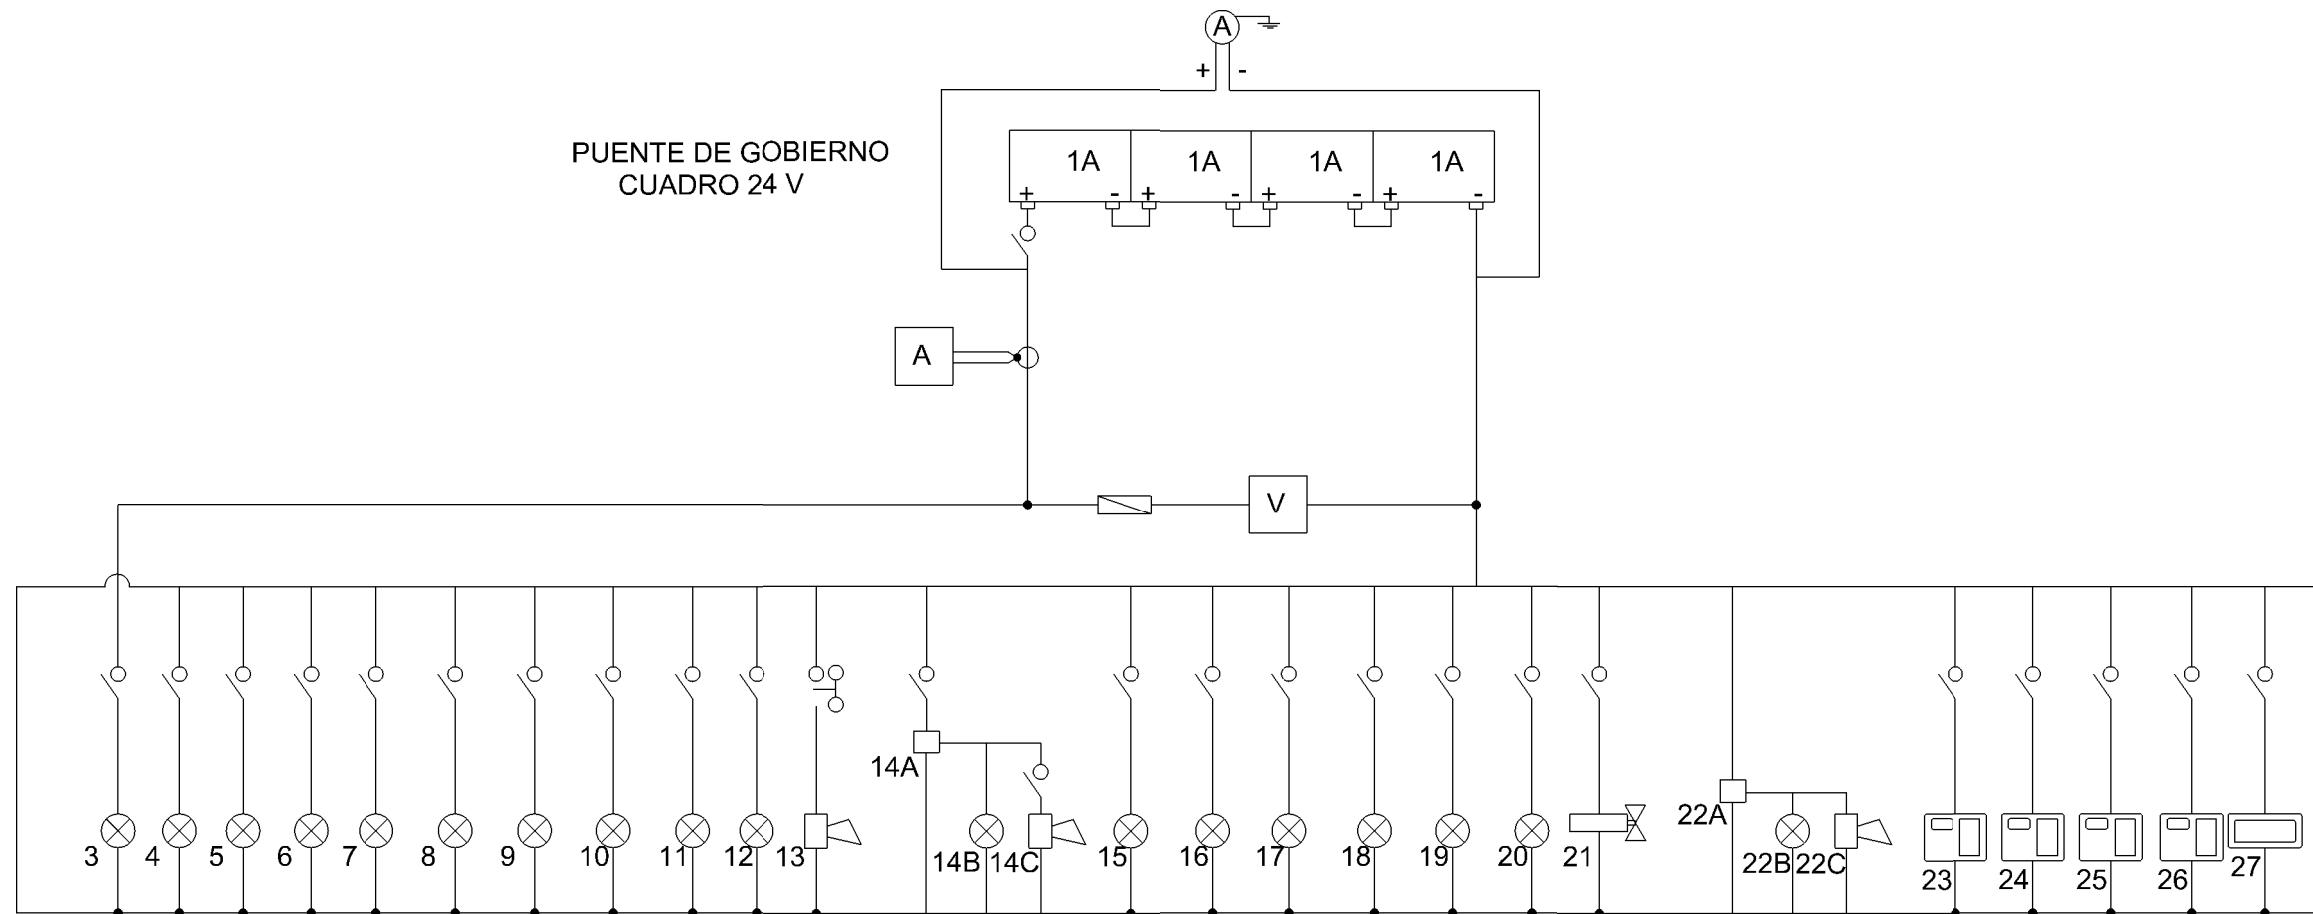 A
+ -
PUENTE DE GOBIERNO
CUADRO 24 V
1A 1A 1A 1A
+ - + - + - + -
A
V
14A
22A
3 4 5 6 7 8 9 10 11 12 13 14B 14C 15 16 17 18 19 20 21 22B 22C 23 24 25 26 27